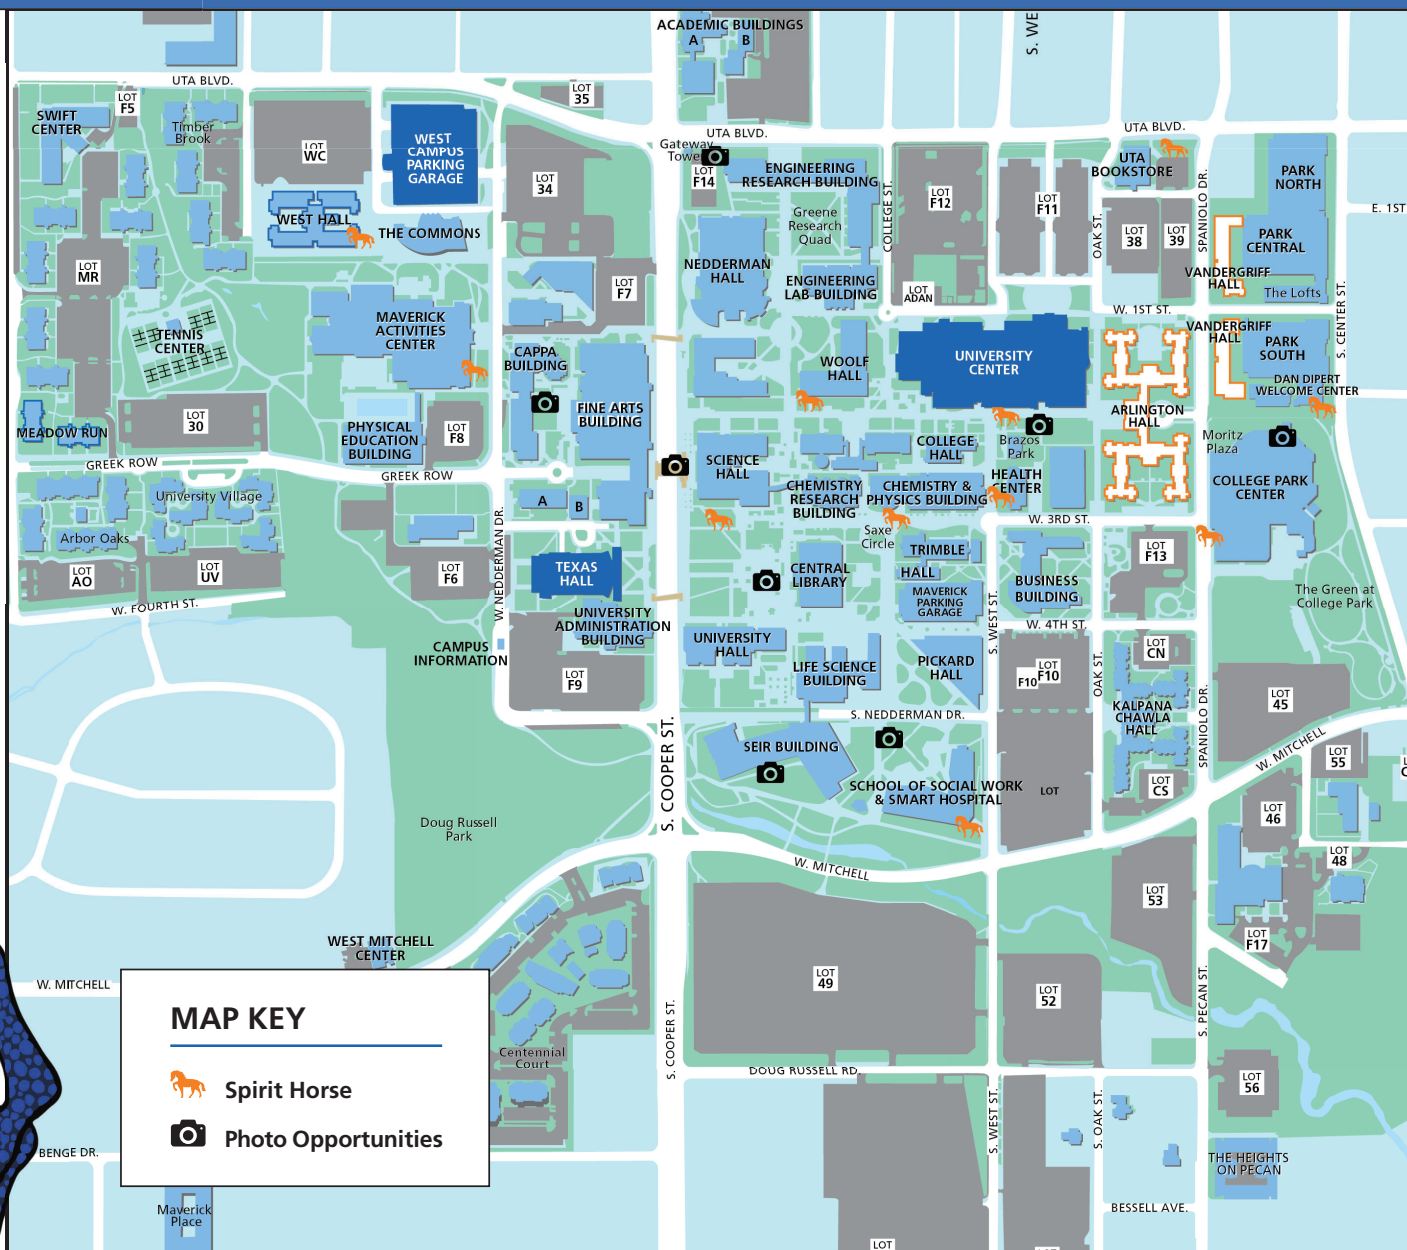 ACADEMIC BUILDINGS
A
B
S. WE
UTA BLVD.
LOT
35
LOT
F5
SWIFT
CENTER
Timber
Brook
LOT
WC
WEST
CAMPUS
PARKING
GARAGE
UTA BLVD.
UTA BLVD.
Gateway
Tower
LOT
F14
ENGINEERING
RESEARCH BUILDING
LOT
34
UTA
BOOKSTORE
PARK
NORTH
COLLEGE ST.
LOT
F12
LOT
F11
OAK ST.
SPANIOLO DR.
E. 1ST
WEST HALL
THE COMMONS
Greene
Research
Quad
LOT
38
LOT
39
PARK
CENTRAL
LOT
MR
LOT
F7
NEDDERMAN
HALL
ENGINEERING
LAB BUILDING
LOT
ADAN
VANDERGRIFF
HALL
The Lofts
W. 1ST ST.
S. CENTER ST.
TENNIS
CENTER
MAVERICK
ACTIVITIES
CENTER
VANDERGRIFF
HALL
PARK
SOUTH
CAPPA
BUILDING
WOOLF
HALL
UNIVERSITY
CENTER
DAN DIPERT
WELCOME CENTER
LOT
30
FINE ARTS
BUILDING
ARLINGTON
HALL
MEADOW RUN
PHYSICAL
EDUCATION
BUILDING
LOT
F8
COLLEGE
HALL
Brazos
Park
Moritz
Plaza
GREEK ROW
GREEK ROW
SCIENCE
HALL
HEALTH
CENTER
COLLEGE PARK
CENTER
University Village
CHEMISTRY
RESEARCH
BUILDING
CHEMISTRY &
PHYSICS BUILDING
A
B
W. 3RD ST.
Arbor Oaks
Saxe
Circle
W. NEDDERMAN DR.
TRIMBLE
HALL
LOT
F13
LOT
AO
LOT
UV
LOT
F6
TEXAS
HALL
CENTRAL
LIBRARY
BUSINESS
BUILDING
The Green at
College Park
MAVERICK
PARKING
GARAGE
W. FOURTH ST.
S. WEST ST.
UNIVERSITY
ADMINISTRATION
BUILDING
W. 4TH ST.
CAMPUS
INFORMATION
UNIVERSITY
HALL
LOT
CN
LIFE SCIENCE
BUILDING
PICKARD
HALL
LOT
F10
F10
OAK ST.
LOT
F9
SPANIOLO DR.
LOT
45
S. NEDDERMAN DR.
KALPANA
CHAWLA
HALL
S. COOPER ST.
SEIR BUILDING
W. MITCHELL
LOT
55
SCHOOL OF SOCIAL WORK
& SMART HOSPITAL
LOT
LOT
CS
LOT
46
Doug Russell
Park
LOT
48
W. MITCHELL
LOT
53
WEST MITCHELL
CENTER
LOT
F17
LOT
49
LOT
52
W. MITCHELL
S. PECAN ST.
MAP KEY
Spirit Horse
Photo Opportunities
S. COOPER ST.
Centennial
Court
DOUG RUSSELL RD.
LOT
56
S. WEST ST.
S. OAK ST.
BENGE DR.
THE HEIGHTS
ON PECAN
Maverick
Place
BESSELL AVE.
LOT